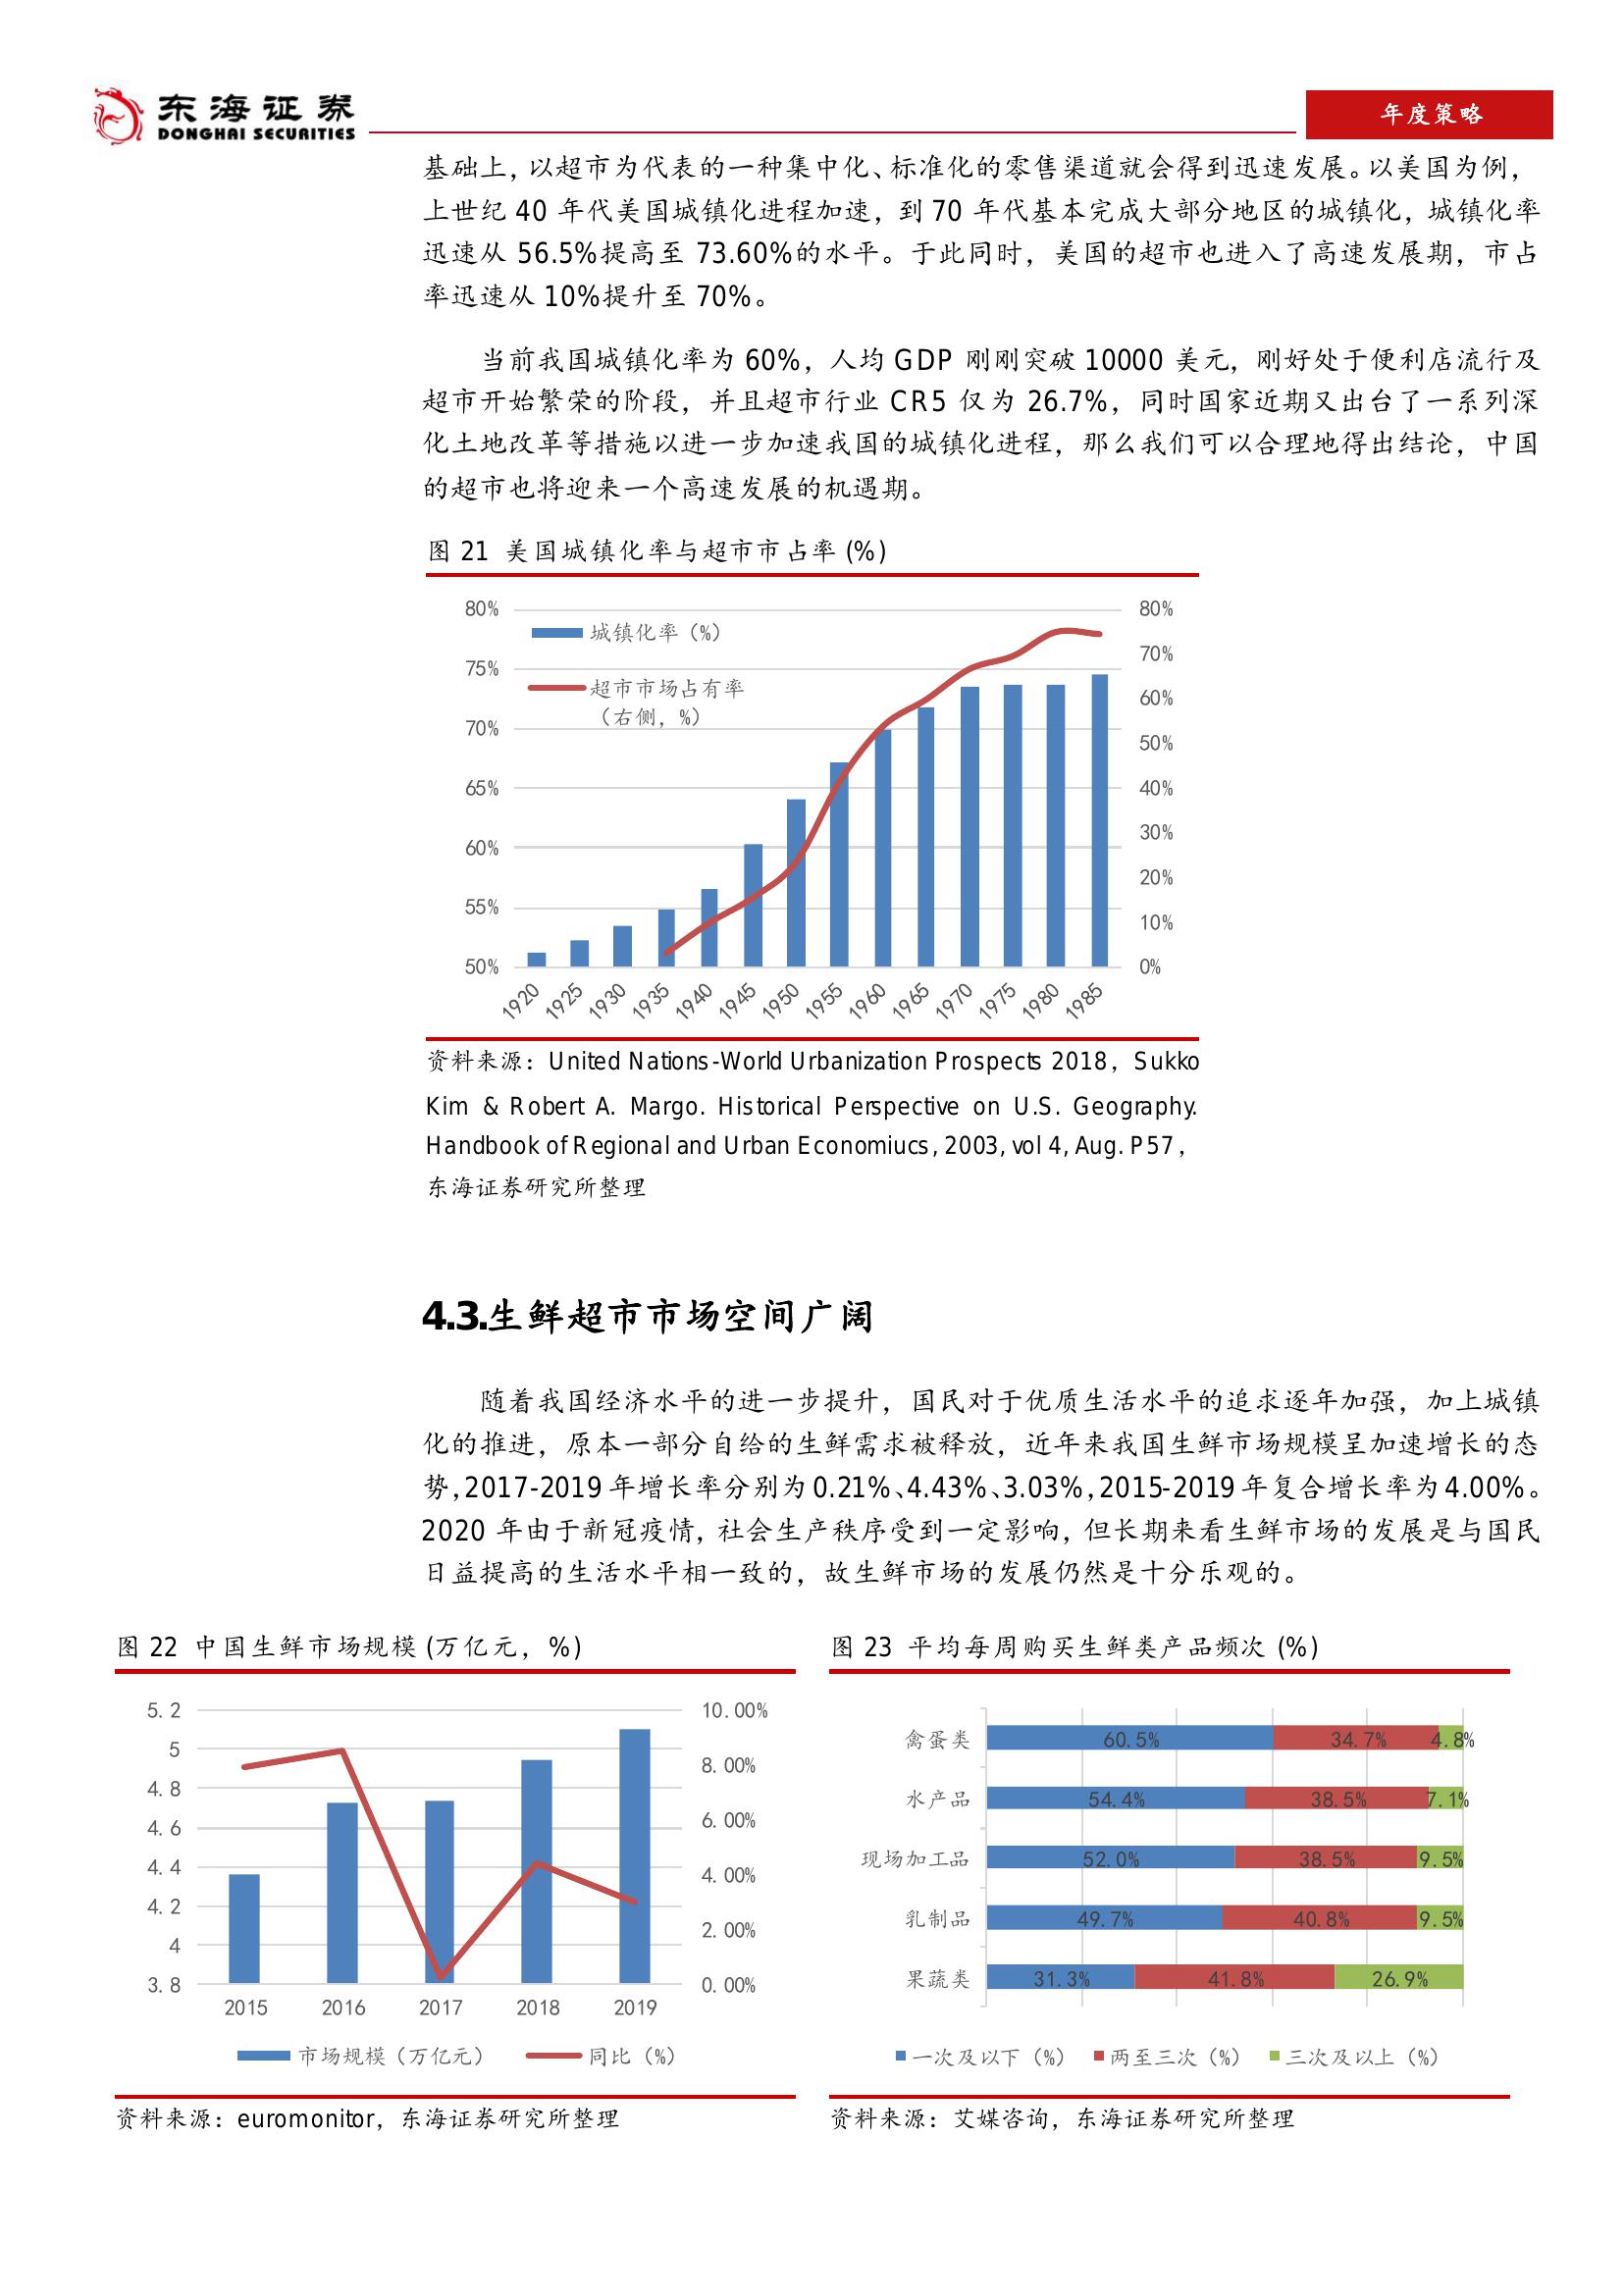 东海证券
DONGHAI SECURITIES
年度策略
基础上，以超市为代表的一种集中化、标准化的零售渠道就会得到迅速发展。以美国为例，
上世纪 40 年代美国城镇化进程加速，到 70 年代基本完成大部分地区的城镇化，城镇化率
迅速从 56.5%提高至 73.60%的水平。于此同时，美国的超市也进入了高速发展期，市占
率迅速从 10%提升至 70%。
当前我国城镇化率为 60%，人均 GDP 刚刚突破 10000 美元，刚好处于便利店流行及
超市开始繁荣的阶段，并且超市行业 CR5 仅为 26.7%，同时国家近期又出台了一系列深
化土地改革等措施以进一步加速我国的城镇化进程，那么我们可以合理地得出结论，中国
的超市也将迎来一个高速发展的机遇期。
图 21 美国城镇化率与超市市占率 (%)
80%
75%
70%
65%
60%
55%
50%
城镇化率（%）
超市市场占有率
（右侧，%）
80%
70%
60%
50%
40%
30%
20%
10%
0%
1920 1925 1930 1935 1940 1945 1950 1955 1960 1965 1970 1975 1980 1985
资料来源：United Nations-World Urbanization Prospects 2018，Sukko
Kim & Robert A. Margo. Historical Perspective on U.S. Geography.
Handbook of Regional and Urban Economiucs, 2003, vol 4, Aug. P57，
东海证券研究所整理
4.3.生鲜超市市场空间广阔
随着我国经济水平的进一步提升，国民对于优质生活水平的追求逐年加强，加上城镇
化的推进，原本一部分自给的生鲜需求被释放，近年来我国生鲜市场规模呈加速增长的态
势，2017-2019 年增长率分别为 0.21%、4.43%、3.03%，2015-2019 年复合增长率为 4.00%。
2020 年由于新冠疫情，社会生产秩序受到一定影响，但长期来看生鲜市场的发展是与国民
日益提高的生活水平相一致的，故生鲜市场的发展仍然是十分乐观的。
图 22 中国生鲜市场规模 (万亿元，%)
5.2
5
4.8
4.6
4.4
4.2
4
3.8
10.00%
8.00%
6.00%
4.00%
2.00%
0.00%
2015 2016 2017 2018 2019
市场规模（万亿元） 同比（%）
资料来源：euromonitor，东海证券研究所整理
图 23 平均每周购买生鲜类产品频次 (%)
禽蛋类 60.5% 34.7% 4.8%
水产品 54.4% 38.5% 7.1%
现场加工品 52.0% 38.5% 9.5%
乳制品 49.7% 40.8% 9.5%
果蔬类 31.3% 41.8% 26.9%
一次及以下（%） 两至三次（%） 三次及以上（%）
资料来源：艾媒咨询，东海证券研究所整理